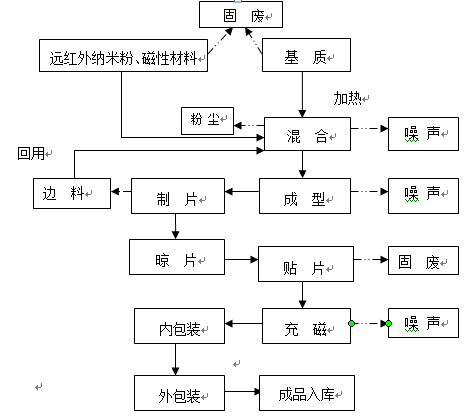 固 废
远红外纳米粉、磁性材料
基 质
加热
粉尘
混 合
噪 声
回用
边 料
制 片
成 型
噪 声
晾 片
贴 片
固 废
内包装
充 磁
噪 声
外包装
成品入库